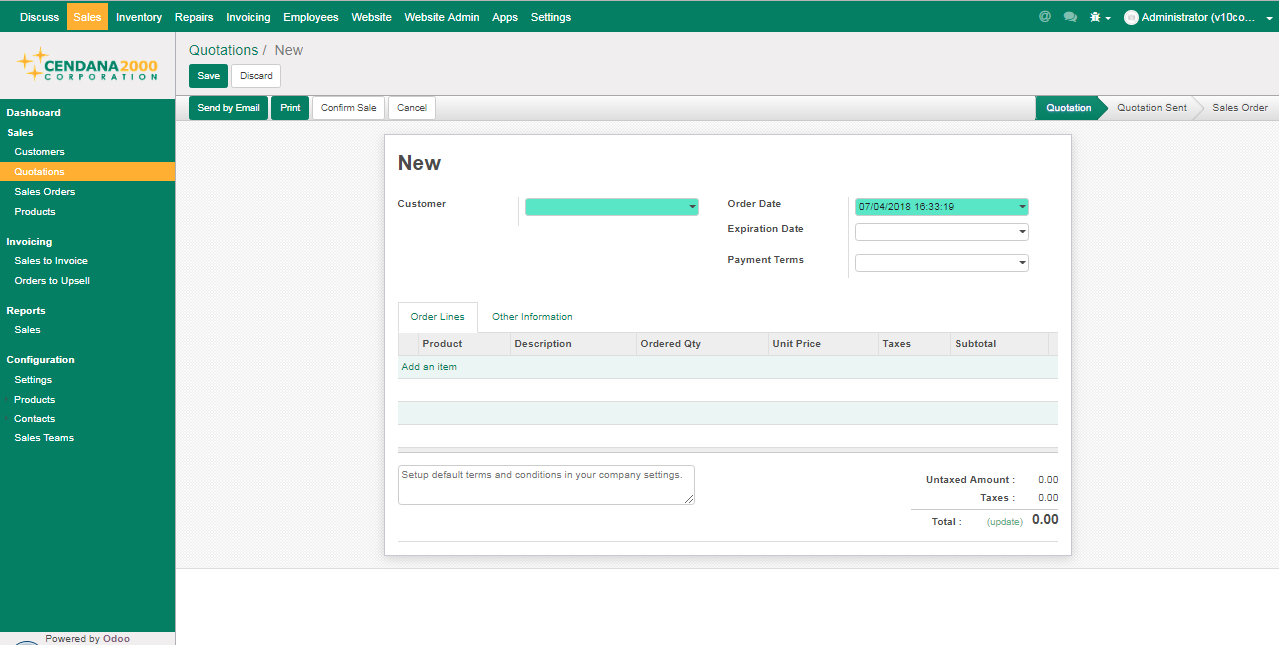 Discuss Sales Inventory Repairs Invoicing Employees Website Website Admin Apps Settings @ Administrator (v10co...
CENDANA2000
CORPORATION
Quotations / New
Save Discard
Send by Email Print Confirm Sale Cancel Quotation Quotation Sent Sales Order
Dashboard
Sales
Customers
Quotations
Sales Orders
Products
Invoicing
Sales to Invoice
Orders to Upsell
Reports
Sales
Configuration
Settings
Products
Contacts
Sales Teams
Powered by Odoo
New
Customer
Order Date 07/04/2018 16:33:19
Expiration Date
Payment Terms
Order Lines Other Information
Product Description Ordered Qty Unit Price Taxes Subtotal
Add an item
Setup default terms and conditions in your company settings.
Untaxed Amount : 0.00
Taxes : 0.00
Total : (update) 0.00